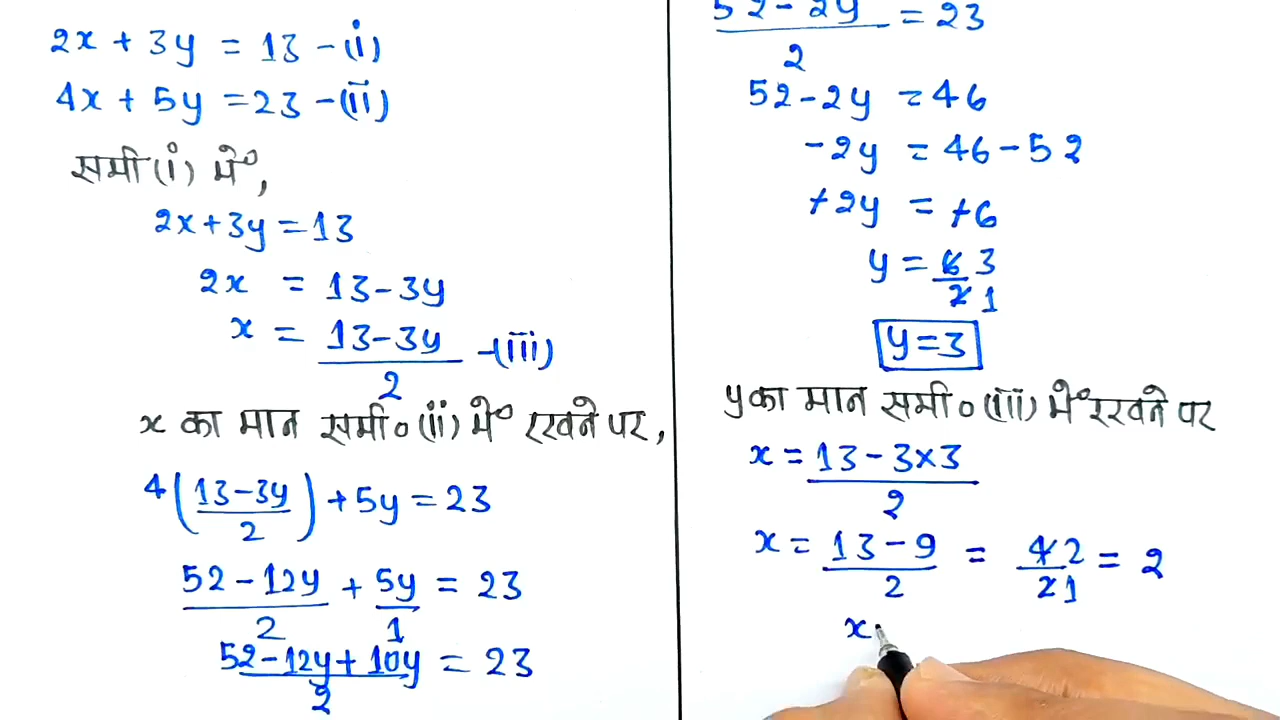 2x + 3y = 13 - (i)
4x + 5y = 23 - (ii)
समी (i) में,
2x + 3y = 13
2x = 13 - 3y
x = (13 - 3y)/2 - (iii)
x का मान समी० (ii) में रखने पर,
4((13 - 3y)/2) + 5y = 23
(52 - 12y)/2 + 5y/1 = 23
(52 - 12y + 10y)/2 = 23
(52 - 2y)/2 = 23
52 - 2y = 46
-2y = 46 - 52
+2y = +6
y = 6/2 3/1
y = 3
y का मान समी० (iii) में रखने पर
x = (13 - 3×3)/2
x = (13 - 9)/2 = 4/2 2/1 = 2
x